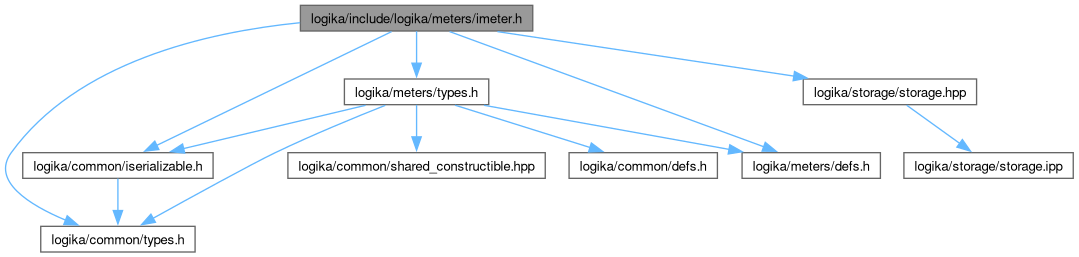 logika/include/logika/meters/imeter.h
logika/meters/types.h
logika/storage/storage.hpp
logika/common/iserializable.h
logika/common/shared_constructible.hpp
logika/common/defs.h
logika/meters/defs.h
logika/storage/storage.ipp
logika/common/types.h